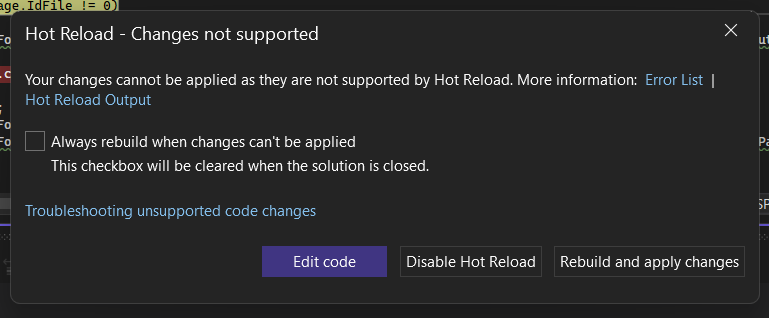 age.IdFile != 0)
Hot Reload - Changes not supported
Your changes cannot be applied as they are not supported by Hot Reload. More information: Error List |
Hot Reload Output
Always rebuild when changes can't be applied
This checkbox will be cleared when the solution is closed.
Troubleshooting unsupported code changes
Edit code
Disable Hot Reload
Rebuild and apply changes